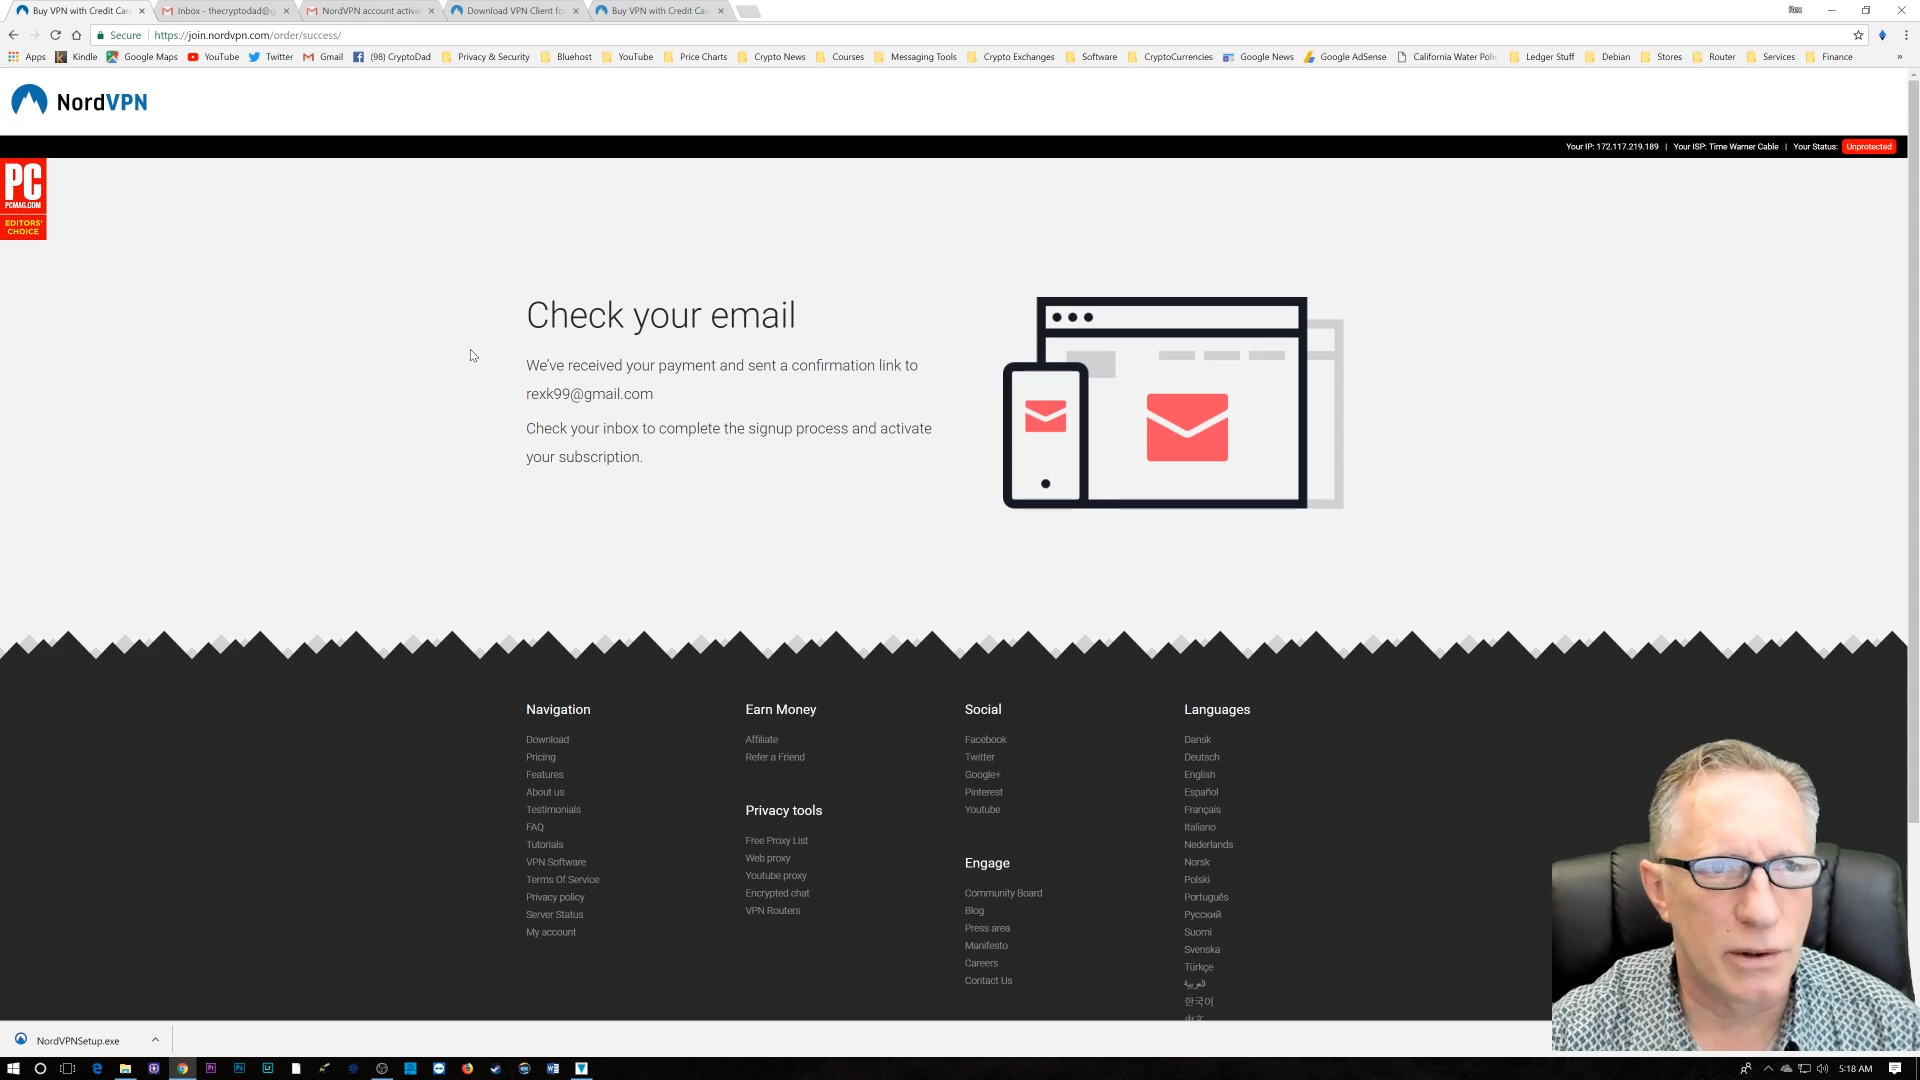 Buy VPN with Credit Car
Inbox - thecryptodad@g
NordVPN account activa
Download VPN Client fo
Buy VPN with Credit Car
Rex
Secure
https://join.nordvpn.com/order/success/
Apps
Kindle
Google Maps
YouTube
Twitter
Gmail
(98) CryptoDad
Privacy & Security
Bluehost
YouTube
Price Charts
Crypto News
Courses
Messaging Tools
Crypto Exchanges
Software
CryptoCurrencies
Google News
Google AdSense
California Water Polic
Ledger Stuff
Debian
Stores
Router
Services
Finance
»
NordVPN
Your IP: 172.117.219.189 | Your ISP: Time Warner Cable | Your Status: Unprotected
PC
PCMAG.COM
EDITORS'
CHOICE
Check your email
We've received your payment and sent a confirmation link to
rexk99@gmail.com
Check your inbox to complete the signup process and activate
your subscription.
Navigation
Download
Pricing
Features
About us
Testimonials
FAQ
Tutorials
VPN Software
Terms Of Service
Privacy policy
Server Status
My account
Earn Money
Affiliate
Refer a Friend
Privacy tools
Free Proxy List
Web proxy
Youtube proxy
Encrypted chat
VPN Routers
Social
Facebook
Twitter
Google+
Pinterest
Youtube
Engage
Community Board
Blog
Press area
Manifesto
Careers
Contact Us
Languages
Dansk
Deutsch
English
Español
Français
Italiano
Nederlands
Norsk
Polski
Português
Русский
Suomi
Svenska
Türkçe
العربية
한국어
NordVPNSetup.exe
5:18 AM